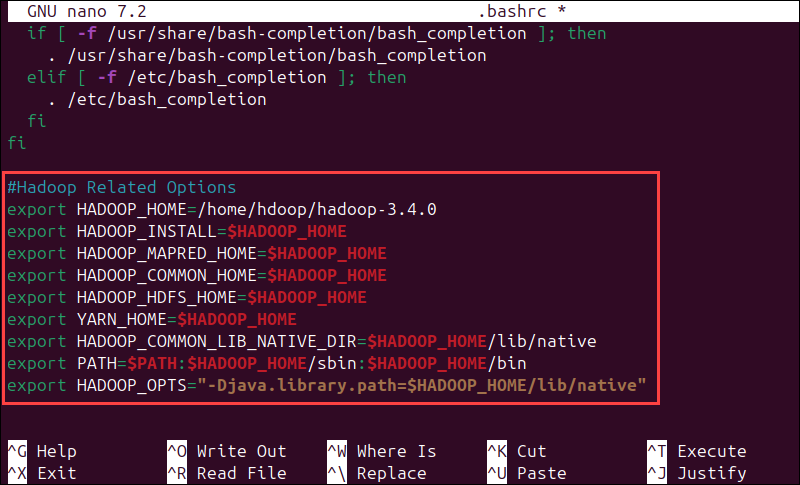 GNU nano 7.2 .bashrc *
if [ -f /usr/share/bash-completion/bash_completion ]; then
. /usr/share/bash-completion/bash_completion
elif [ -f /etc/bash_completion ]; then
. /etc/bash_completion
fi
fi
#Hadoop Related Options
export HADOOP_HOME=/home/hdoop/hadoop-3.4.0
export HADOOP_INSTALL=$HADOOP_HOME
export HADOOP_MAPRED_HOME=$HADOOP_HOME
export HADOOP_COMMON_HOME=$HADOOP_HOME
export HADOOP_HDFS_HOME=$HADOOP_HOME
export YARN_HOME=$HADOOP_HOME
export HADOOP_COMMON_LIB_NATIVE_DIR=$HADOOP_HOME/lib/native
export PATH=$PATH:$HADOOP_HOME/sbin:$HADOOP_HOME/bin
export HADOOP_OPTS="-Djava.library.path=$HADOOP_HOME/lib/native"
^G Help ^O Write Out ^W Where Is ^K Cut ^T Execute
^X Exit ^R Read File ^\ Replace ^U Paste ^J Justify